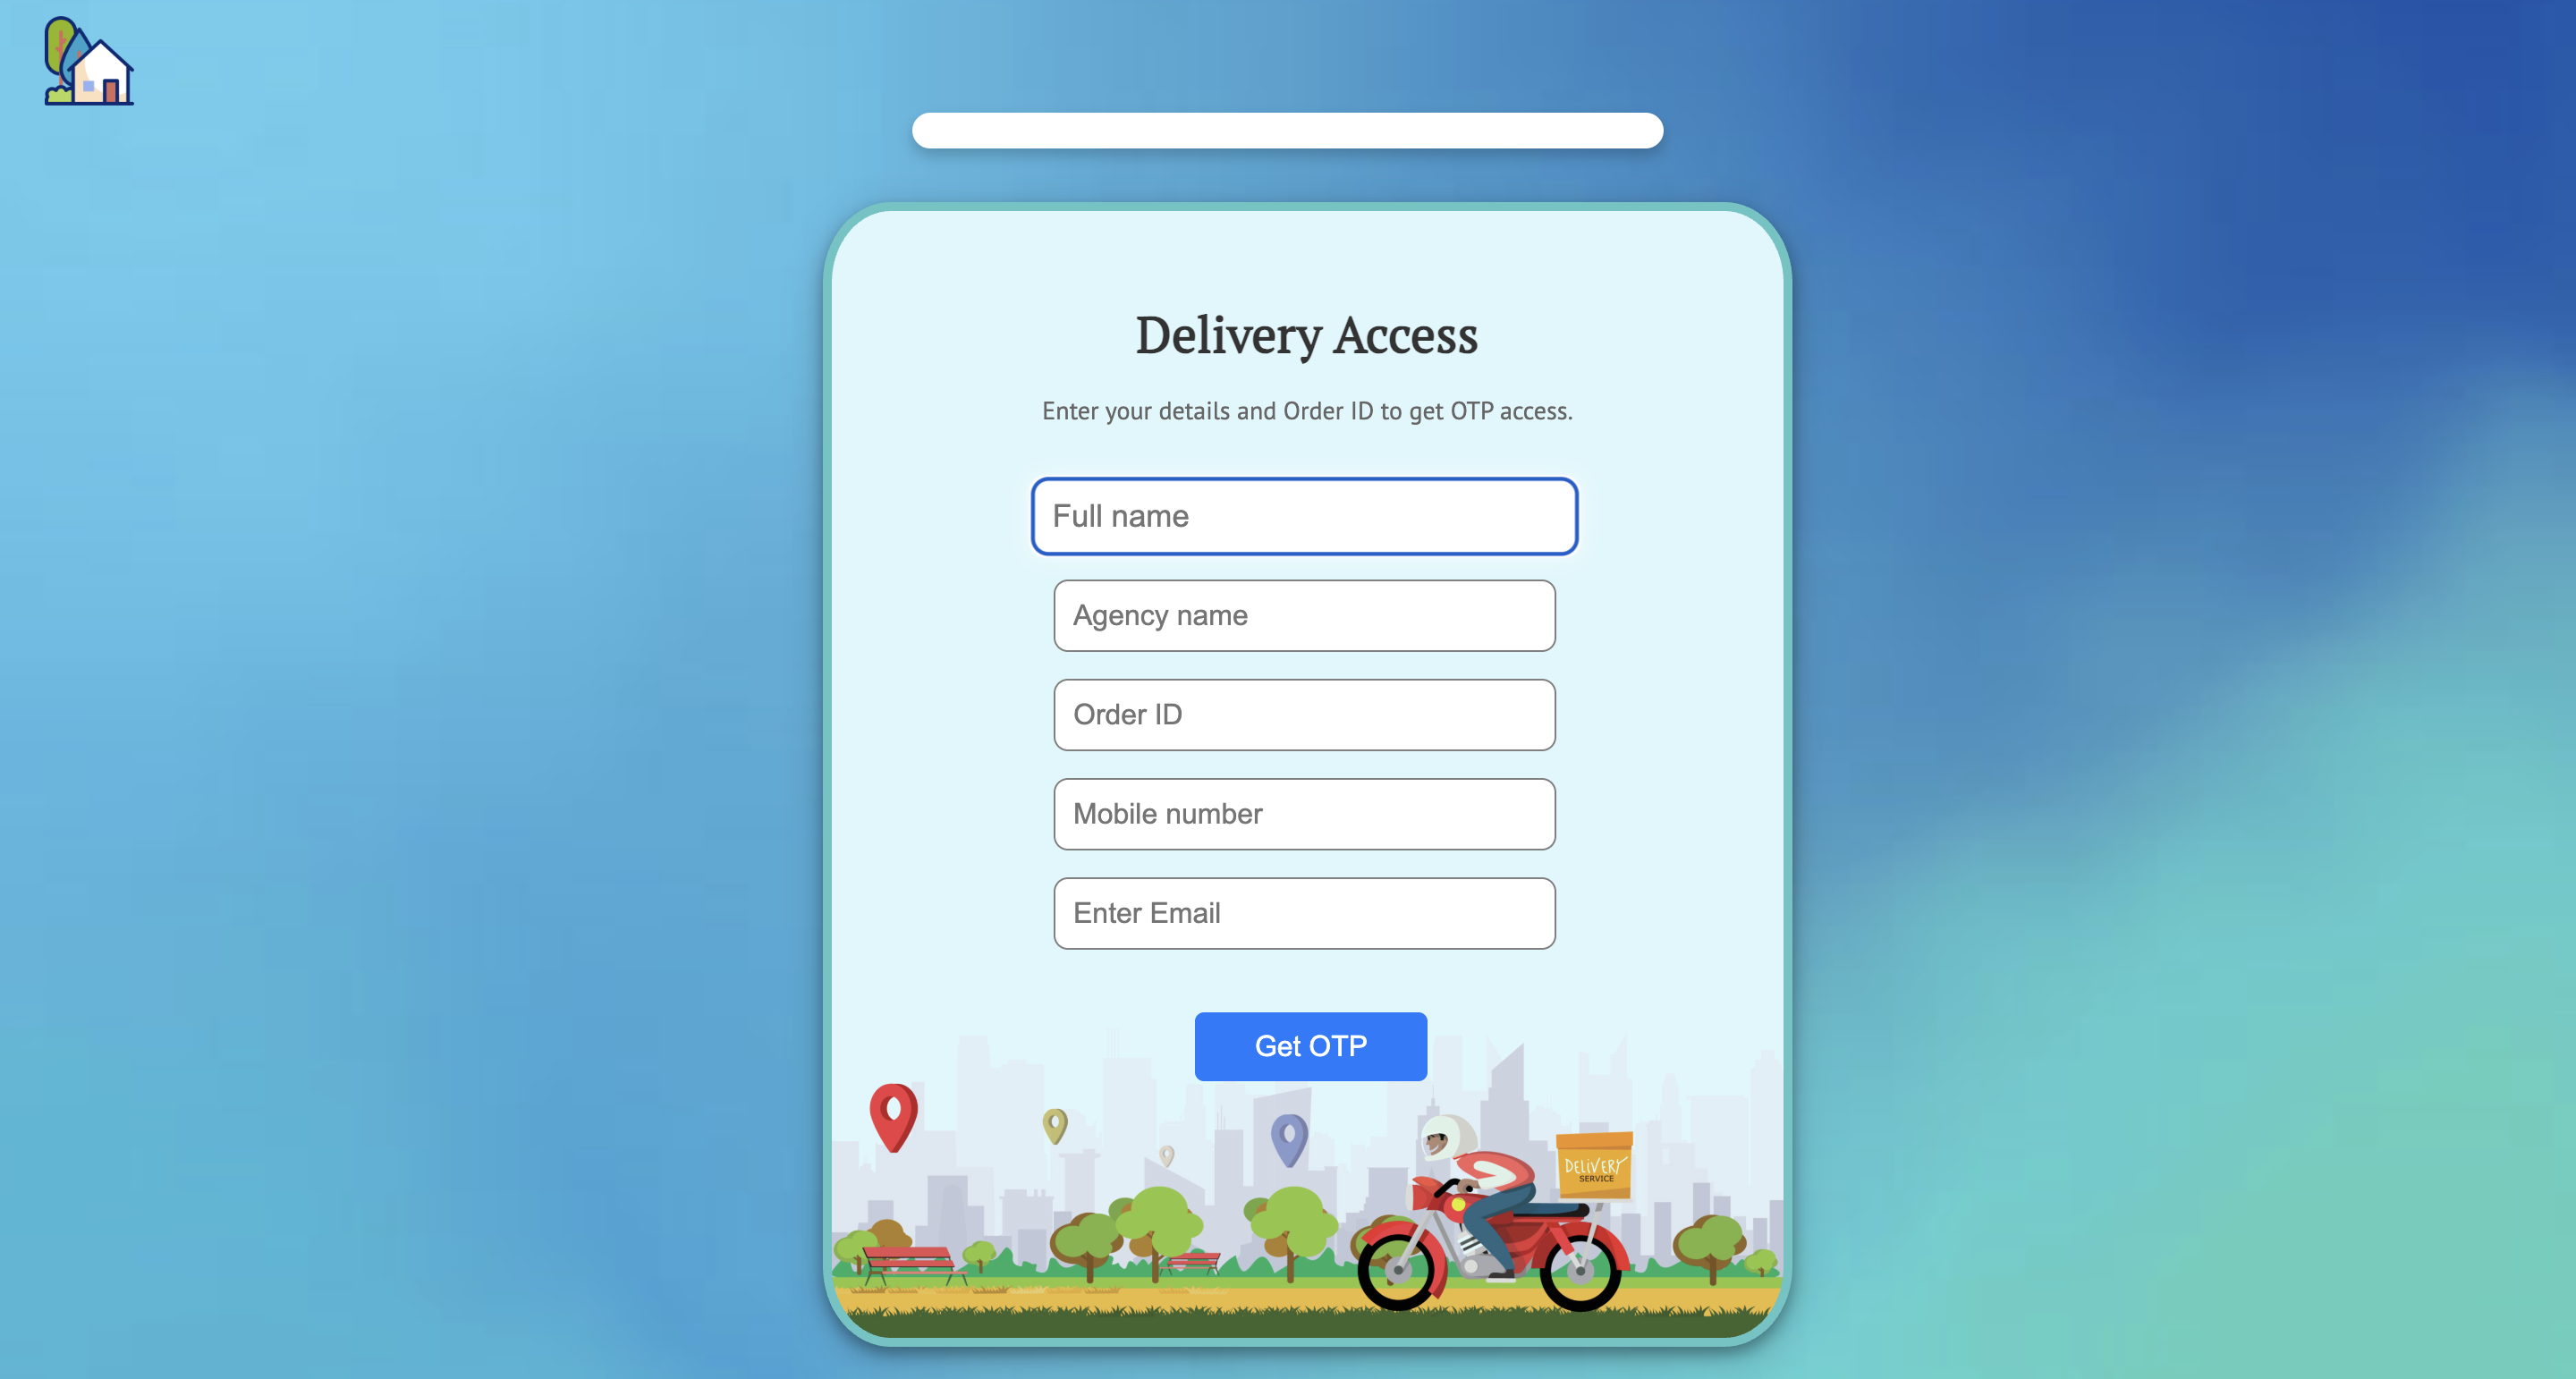 Delivery Access
Enter your details and Order ID to get OTP access.
Full name
Agency name
Order ID
Mobile number
Enter Email
Get OTP
DELiVERY
SERVICE